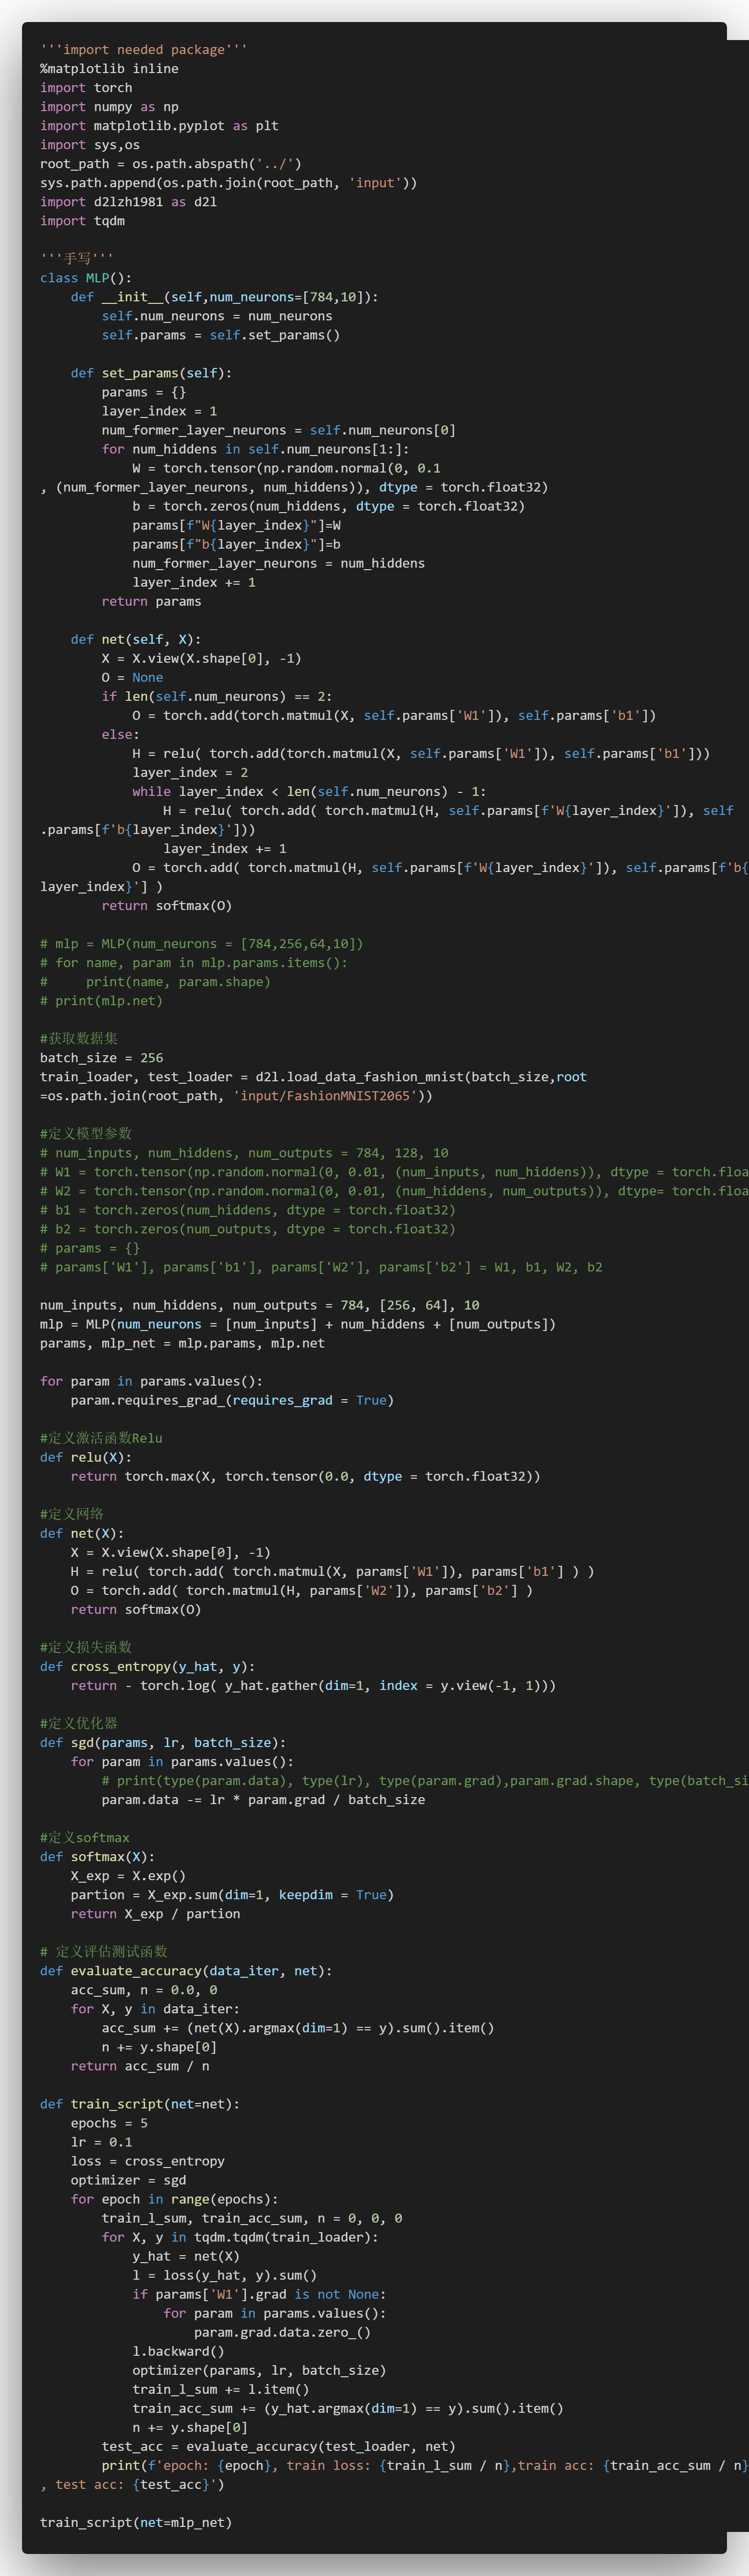 '''import needed package'''
%matplotlib inline
import torch
import numpy as np
import matplotlib.pyplot as plt
import sys,os
root_path = os.path.abspath('../')
sys.path.append(os.path.join(root_path, 'input'))
import d2lzh1981 as d2l
import tqdm

'''手写'''
class MLP():
    def __init__(self,num_neurons=[784,10]):
        self.num_neurons = num_neurons
        self.params = self.set_params()

    def set_params(self):
        params = {}
        layer_index = 1
        num_former_layer_neurons = self.num_neurons[0]
        for num_hiddens in self.num_neurons[1:]:
            W = torch.tensor(np.random.normal(0, 0.1
, (num_former_layer_neurons, num_hiddens)), dtype = torch.float32)
            b = torch.zeros(num_hiddens, dtype = torch.float32)
            params[f"W{layer_index}"]=W
            params[f"b{layer_index}"]=b
            num_former_layer_neurons = num_hiddens
            layer_index += 1
        return params

    def net(self, X):
        X = X.view(X.shape[0], -1)
        O = None
        if len(self.num_neurons) == 2:
            O = torch.add(torch.matmul(X, self.params['W1']), self.params['b1'])
        else:
            H = relu( torch.add(torch.matmul(X, self.params['W1']), self.params['b1']))
            layer_index = 2
            while layer_index < len(self.num_neurons) - 1:
                H = relu( torch.add( torch.matmul(H, self.params[f'W{layer_index}']), self
.params[f'b{layer_index}']))
                layer_index += 1
            O = torch.add( torch.matmul(H, self.params[f'W{layer_index}']), self.params[f'b{
layer_index}'] )
        return softmax(O)

# mlp = MLP(num_neurons = [784,256,64,10])
# for name, param in mlp.params.items():
#     print(name, param.shape)
# print(mlp.net)

#获取数据集
batch_size = 256
train_loader, test_loader = d2l.load_data_fashion_mnist(batch_size,root
=os.path.join(root_path, 'input/FashionMNIST2065'))

#定义模型参数
# num_inputs, num_hiddens, num_outputs = 784, 128, 10
# W1 = torch.tensor(np.random.normal(0, 0.01, (num_inputs, num_hiddens)), dtype = torch.floa
# W2 = torch.tensor(np.random.normal(0, 0.01, (num_hiddens, num_outputs)), dtype= torch.floa
# b1 = torch.zeros(num_hiddens, dtype = torch.float32)
# b2 = torch.zeros(num_outputs, dtype = torch.float32)
# params = {}
# params['W1'], params['b1'], params['W2'], params['b2'] = W1, b1, W2, b2

num_inputs, num_hiddens, num_outputs = 784, [256, 64], 10
mlp = MLP(num_neurons = [num_inputs] + num_hiddens + [num_outputs])
params, mlp_net = mlp.params, mlp.net

for param in params.values():
    param.requires_grad_(requires_grad = True)

#定义激活函数Relu
def relu(X):
    return torch.max(X, torch.tensor(0.0, dtype = torch.float32))

#定义网络
def net(X):
    X = X.view(X.shape[0], -1)
    H = relu( torch.add( torch.matmul(X, params['W1']), params['b1'] ) )
    O = torch.add( torch.matmul(H, params['W2']), params['b2'] )
    return softmax(O)

#定义损失函数
def cross_entropy(y_hat, y):
    return - torch.log( y_hat.gather(dim=1, index = y.view(-1, 1)))

#定义优化器
def sgd(params, lr, batch_size):
    for param in params.values():
        # print(type(param.data), type(lr), type(param.grad),param.grad.shape, type(batch_si
        param.data -= lr * param.grad / batch_size

#定义softmax
def softmax(X):
    X_exp = X.exp()
    partion = X_exp.sum(dim=1, keepdim = True)
    return X_exp / partion

# 定义评估测试函数
def evaluate_accuracy(data_iter, net):
    acc_sum, n = 0.0, 0
    for X, y in data_iter:
        acc_sum += (net(X).argmax(dim=1) == y).sum().item()
        n += y.shape[0]
    return acc_sum / n

def train_script(net=net):
    epochs = 5
    lr = 0.1
    loss = cross_entropy
    optimizer = sgd
    for epoch in range(epochs):
        train_l_sum, train_acc_sum, n = 0, 0, 0
        for X, y in tqdm.tqdm(train_loader):
            y_hat = net(X)
            l = loss(y_hat, y).sum()
            if params['W1'].grad is not None:
                for param in params.values():
                    param.grad.data.zero_()
            l.backward()
            optimizer(params, lr, batch_size)
            train_l_sum += l.item()
            train_acc_sum += (y_hat.argmax(dim=1) == y).sum().item()
            n += y.shape[0]
        test_acc = evaluate_accuracy(test_loader, net)
        print(f'epoch: {epoch}, train loss: {train_l_sum / n},train acc: {train_acc_sum / n}
, test acc: {test_acc}')

train_script(net=mlp_net)